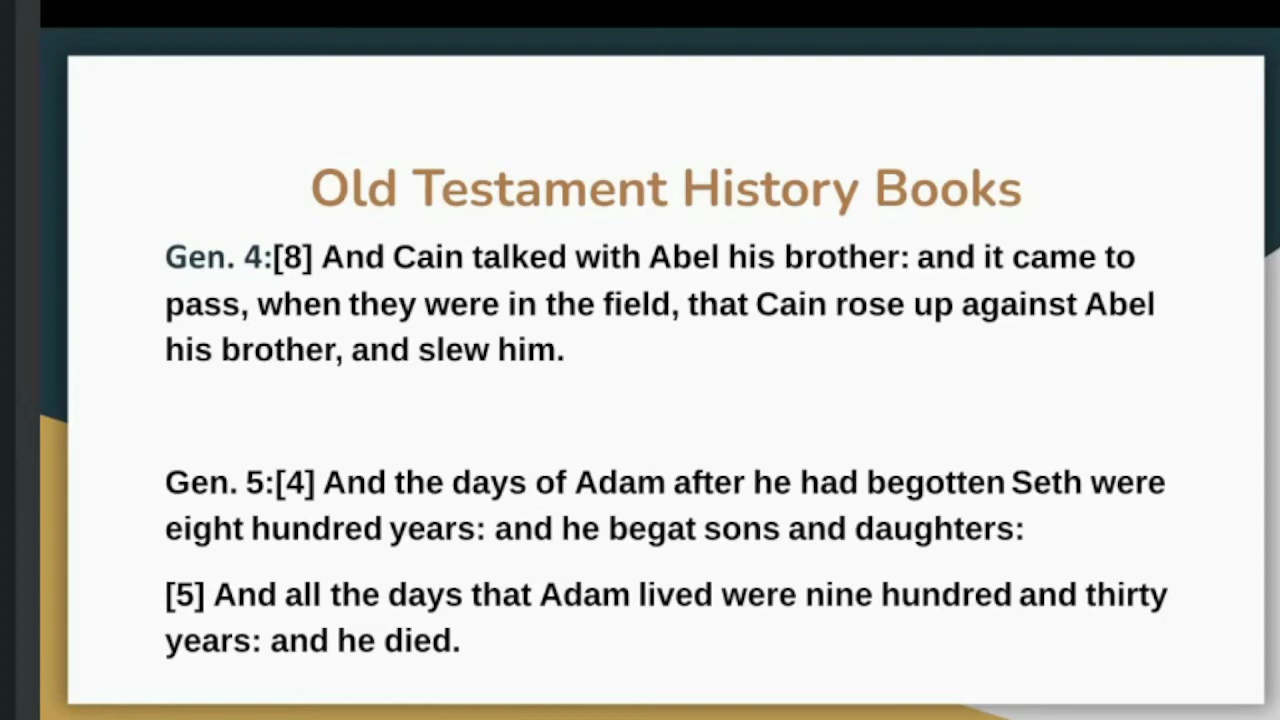 Old Testament History Books
Gen. 4:[8] And Cain talked with Abel his brother: and it came to
pass, when they were in the field, that Cain rose up against Abel
his brother, and slew him.
Gen. 5:[4] And the days of Adam after he had begotten Seth were
eight hundred years: and he begat sons and daughters:
[5] And all the days that Adam lived were nine hundred and thirty
years: and he died.